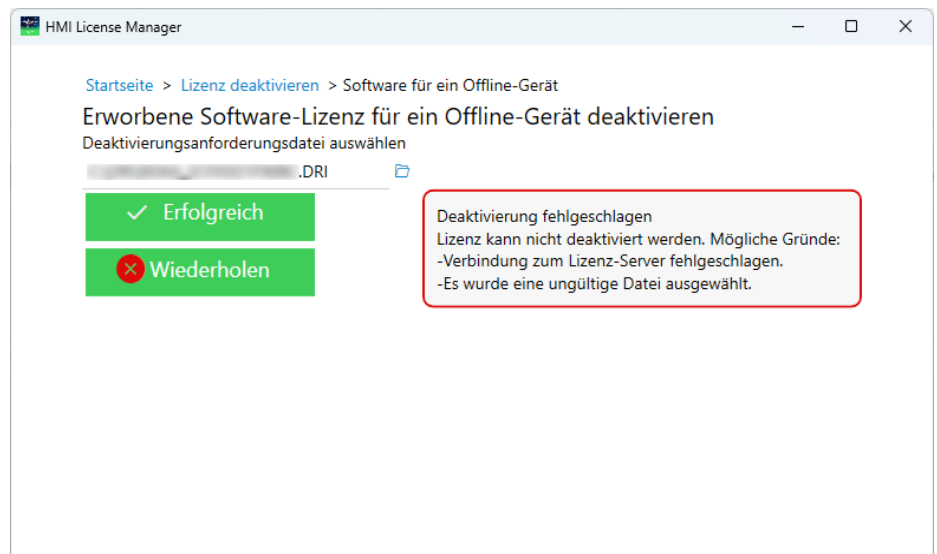 HMI License Manager
Startseite > Lizenz deaktivieren > Software für ein Offline-Gerät
Erworbene Software-Lizenz für ein Offline-Gerät deaktivieren
Deaktivierungsanforderungsdatei auswählen
.DRI
Erfolgreich
Wiederholen
Deaktivierung fehlgeschlagen
Lizenz kann nicht deaktiviert werden. Mögliche Gründe:
-Verbindung zum Lizenz-Server fehlgeschlagen.
-Es wurde eine ungültige Datei ausgewählt.